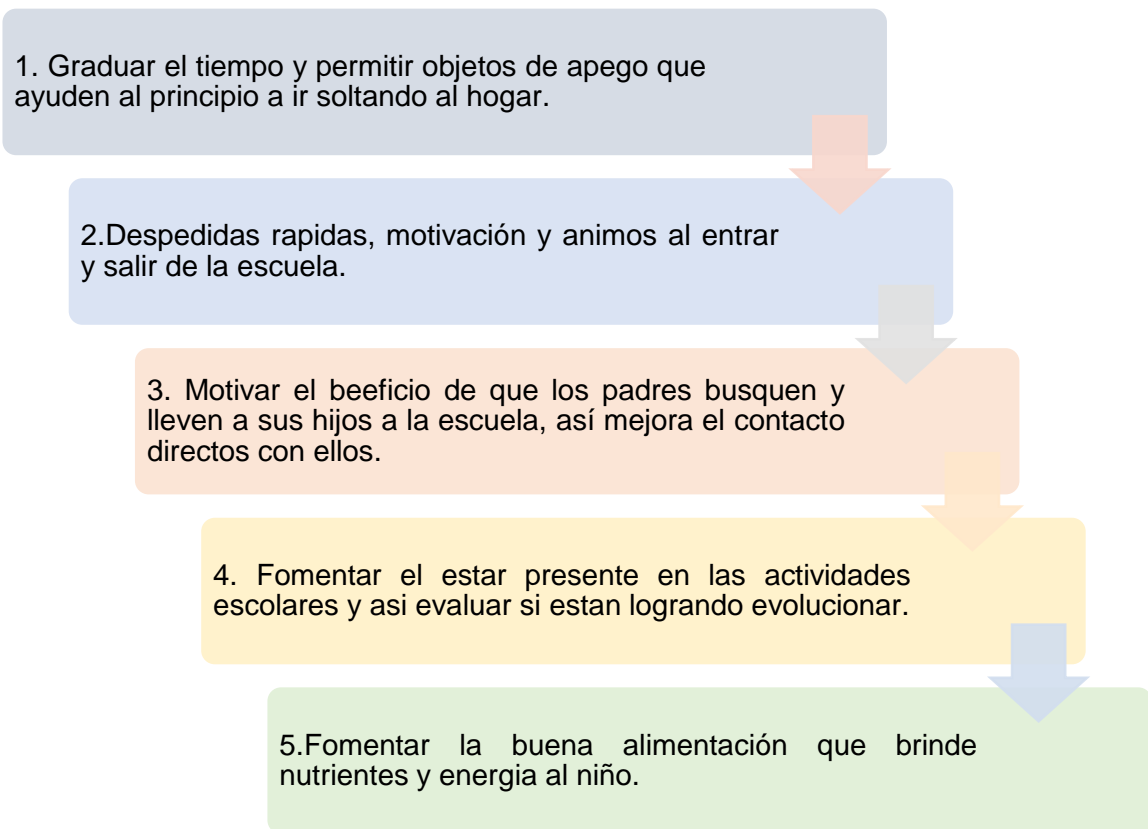 1. Graduar el tiempo y permitir objetos de apego que
ayuden al principio a ir soltando al hogar.
2.Despedidas rapidas, motivación y animos al entrar
y salir de la escuela.
3. Motivar el beeficio de que los padres busquen y
lleven a sus hijos a la escuela, así mejora el contacto
directos con ellos.
4. Fomentar el estar presente en las actividades
escolares y asi evaluar si estan logrando evolucionar.
5.Fomentar la buena alimentación que brinde
nutrientes y energia al niño.